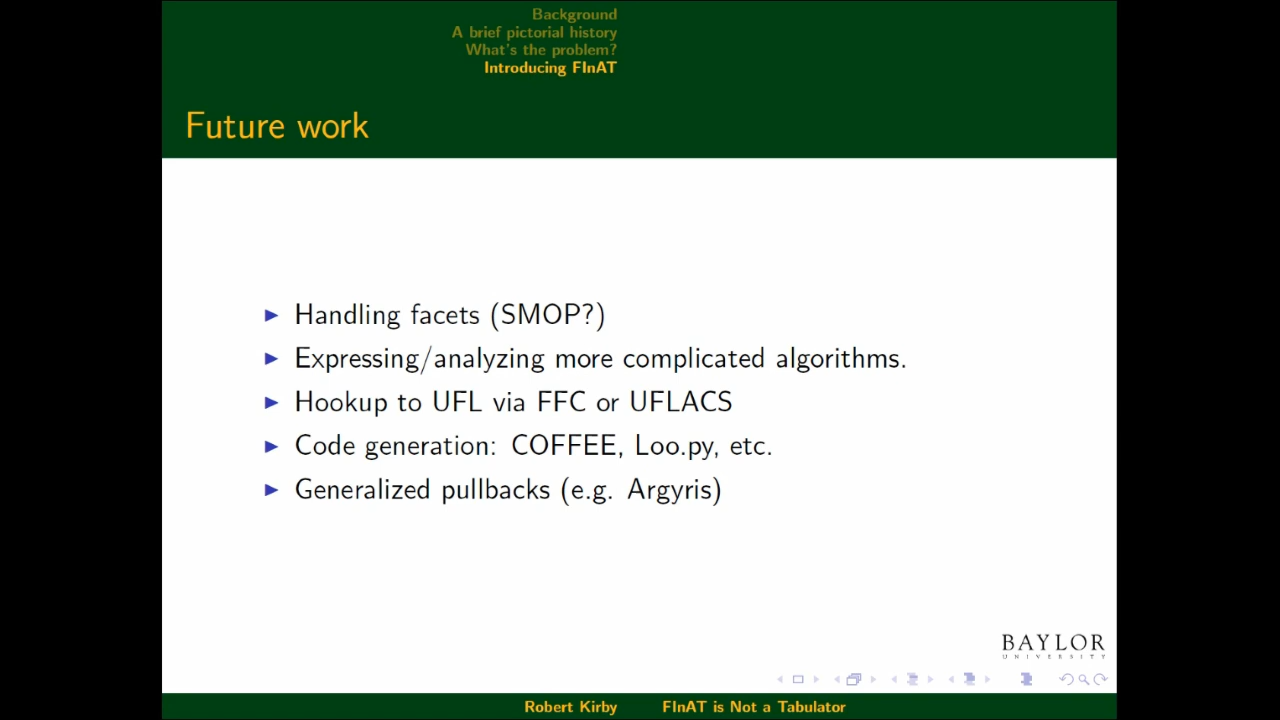 Background
A brief pictorial history
What's the problem?
Introducing FInAT
Future work
Handling facets (SMOP?)
Expressing/analyzing more complicated algorithms.
Hookup to UFL via FFC or UFLACS
Code generation: COFFEE, Loo.py, etc.
Generalized pullbacks (e.g. Argyris)
BAYLOR
UNIVERSITY
Robert Kirby FInAT is Not a Tabulator